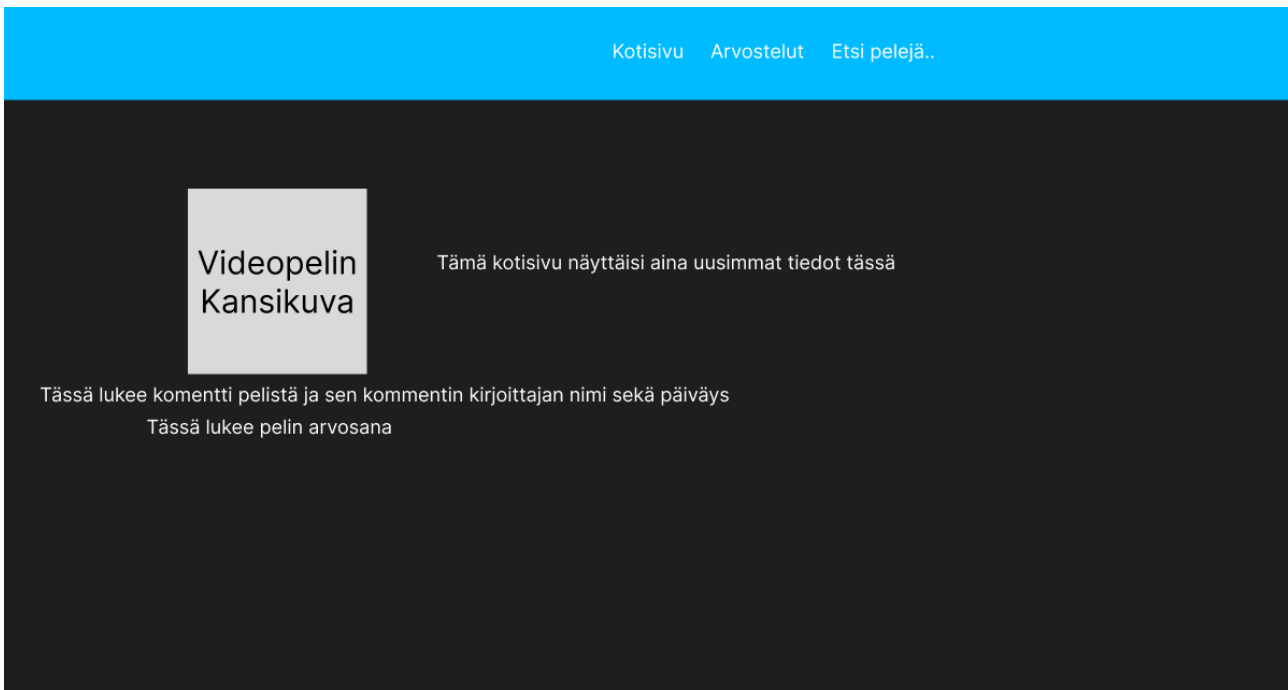 Kotisivu Arvostelut Etsi pelejä..
Videopelin
Kansikuva
Tämä kotisivu näyttäisi aina uusimmat tiedot tässä
Tässä lukee komentti pelistä ja sen kommentin kirjoittajan nimi sekä päiväys
Tässä lukee pelin arvosana